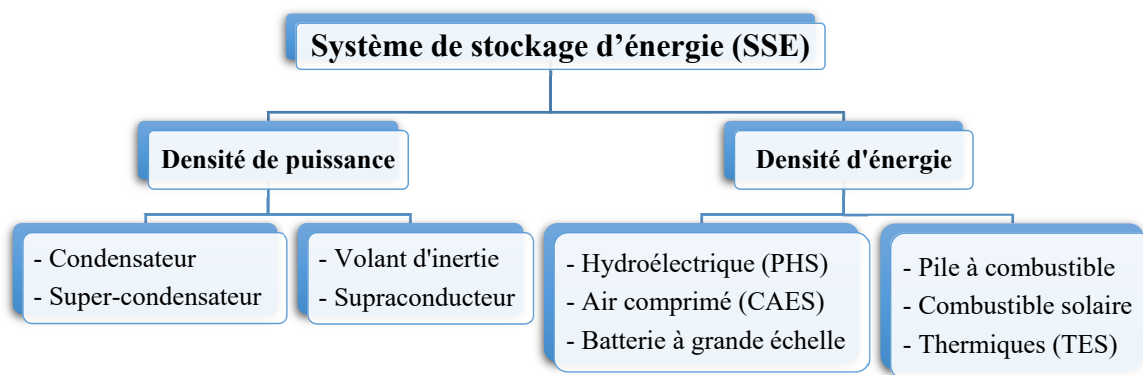 Système de stockage d’énergie (SSE)
Densité de puissance
Densité d'énergie
- Condensateur
- Super-condensateur
- Volant d'inertie
- Supraconducteur
- Hydroélectrique (PHS)
- Air comprimé (CAES)
- Batterie à grande échelle
- Pile à combustible
- Combustible solaire
- Thermiques (TES)